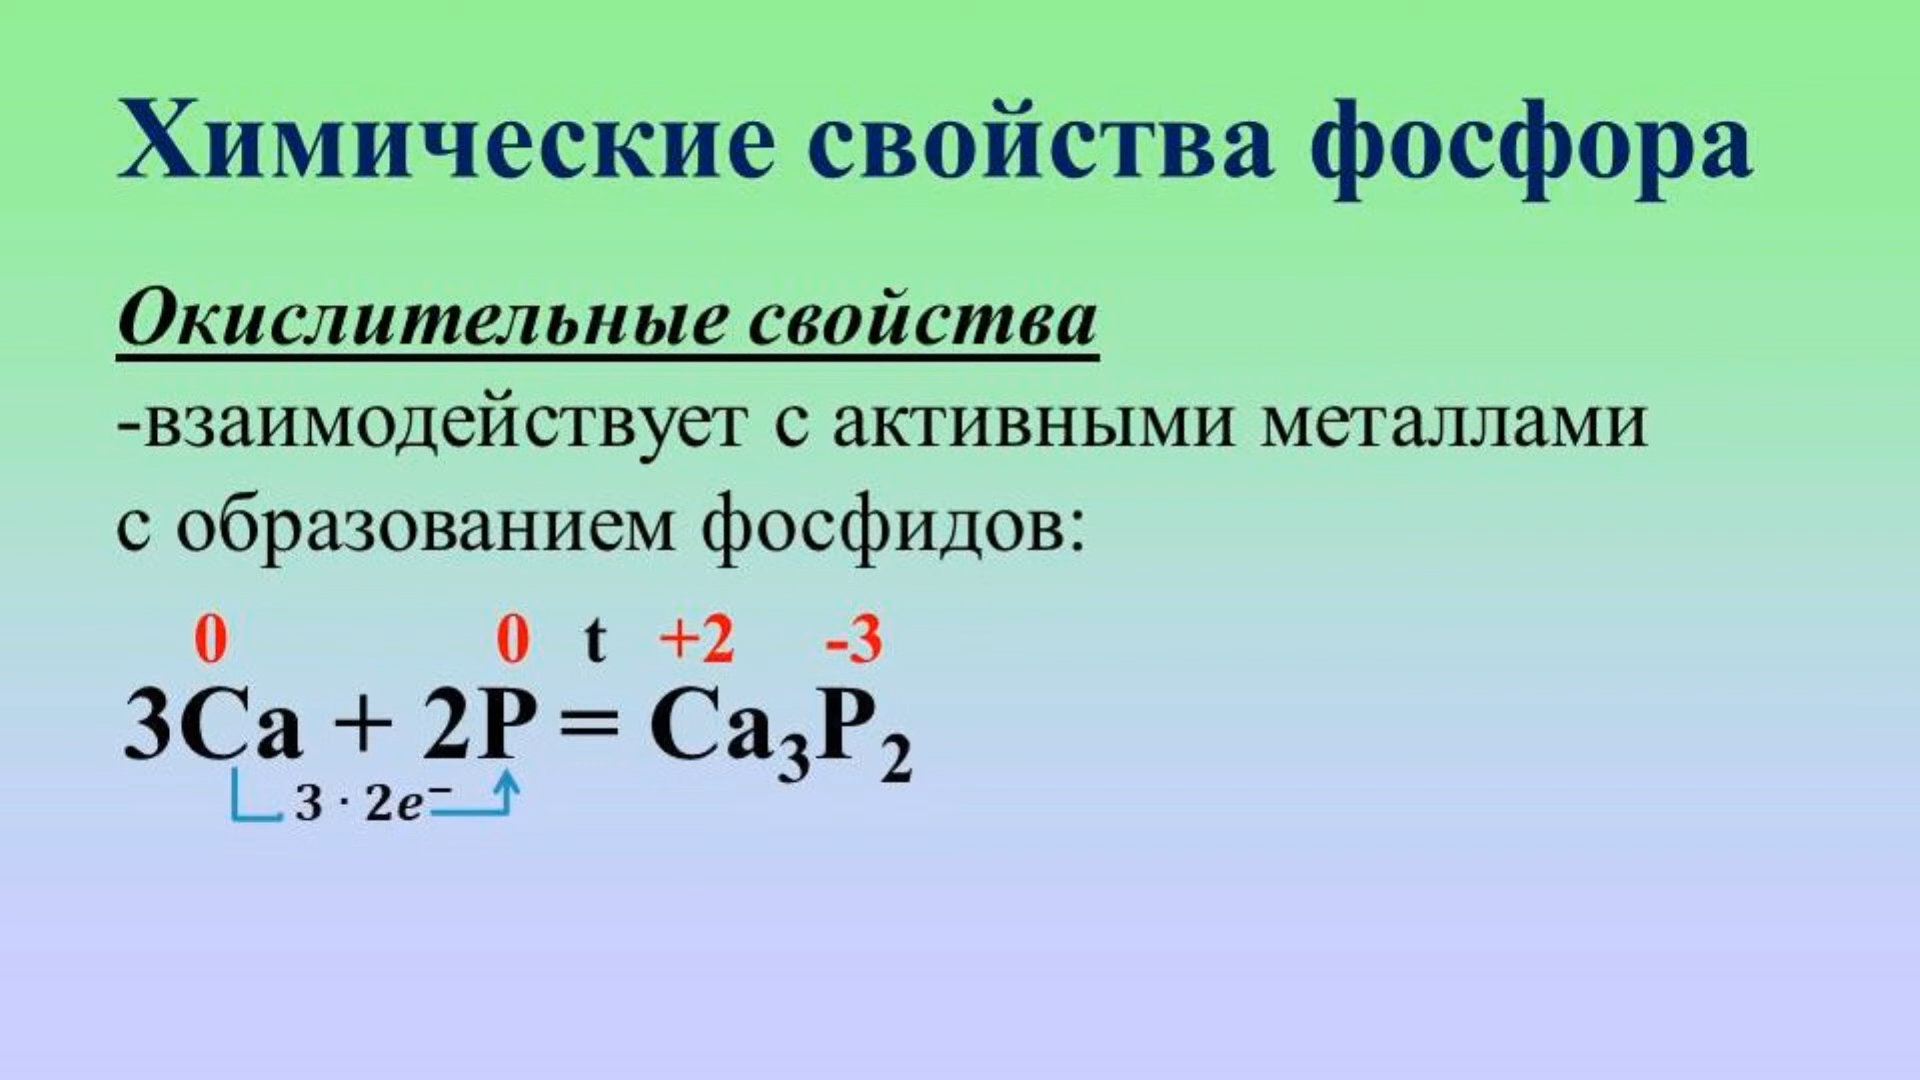 Химические свойства фосфора
Окислительные свойства
-взаимодействует с активными металлами
с образованием фосфидов:
0 0 t +2 -3
3Ca + 2P = Ca₃P₂
3 · 2e⁻